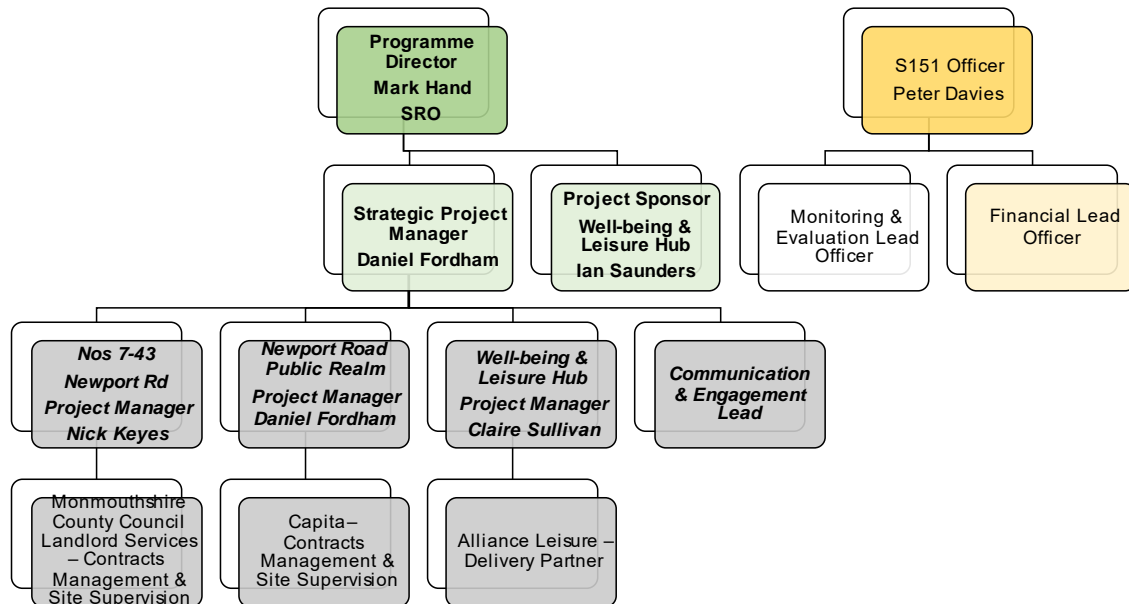 Programme
Director
Mark Hand
SRO
S151 Officer
Peter Davies
Strategic Project
Manager
Daniel Fordham
Project Sponsor
Well-being &
Leisure Hub
Ian Saunders
Monitoring &
Evaluation Lead
Officer
Financial Lead
Officer
Nos 7-43
Newport Rd
Project Manager
Nick Keyes
Newport Road
Public Realm
Project Manager
Daniel Fordham
Well-being &
Leisure Hub
Project Manager
Claire Sullivan
Communication
& Engagement
Lead
Monmouthshire
County Council
Landlord Services
– Contracts
Management &
Site Supervision
Capita –
Contracts
Management &
Site Supervision
Alliance Leisure –
Delivery Partner